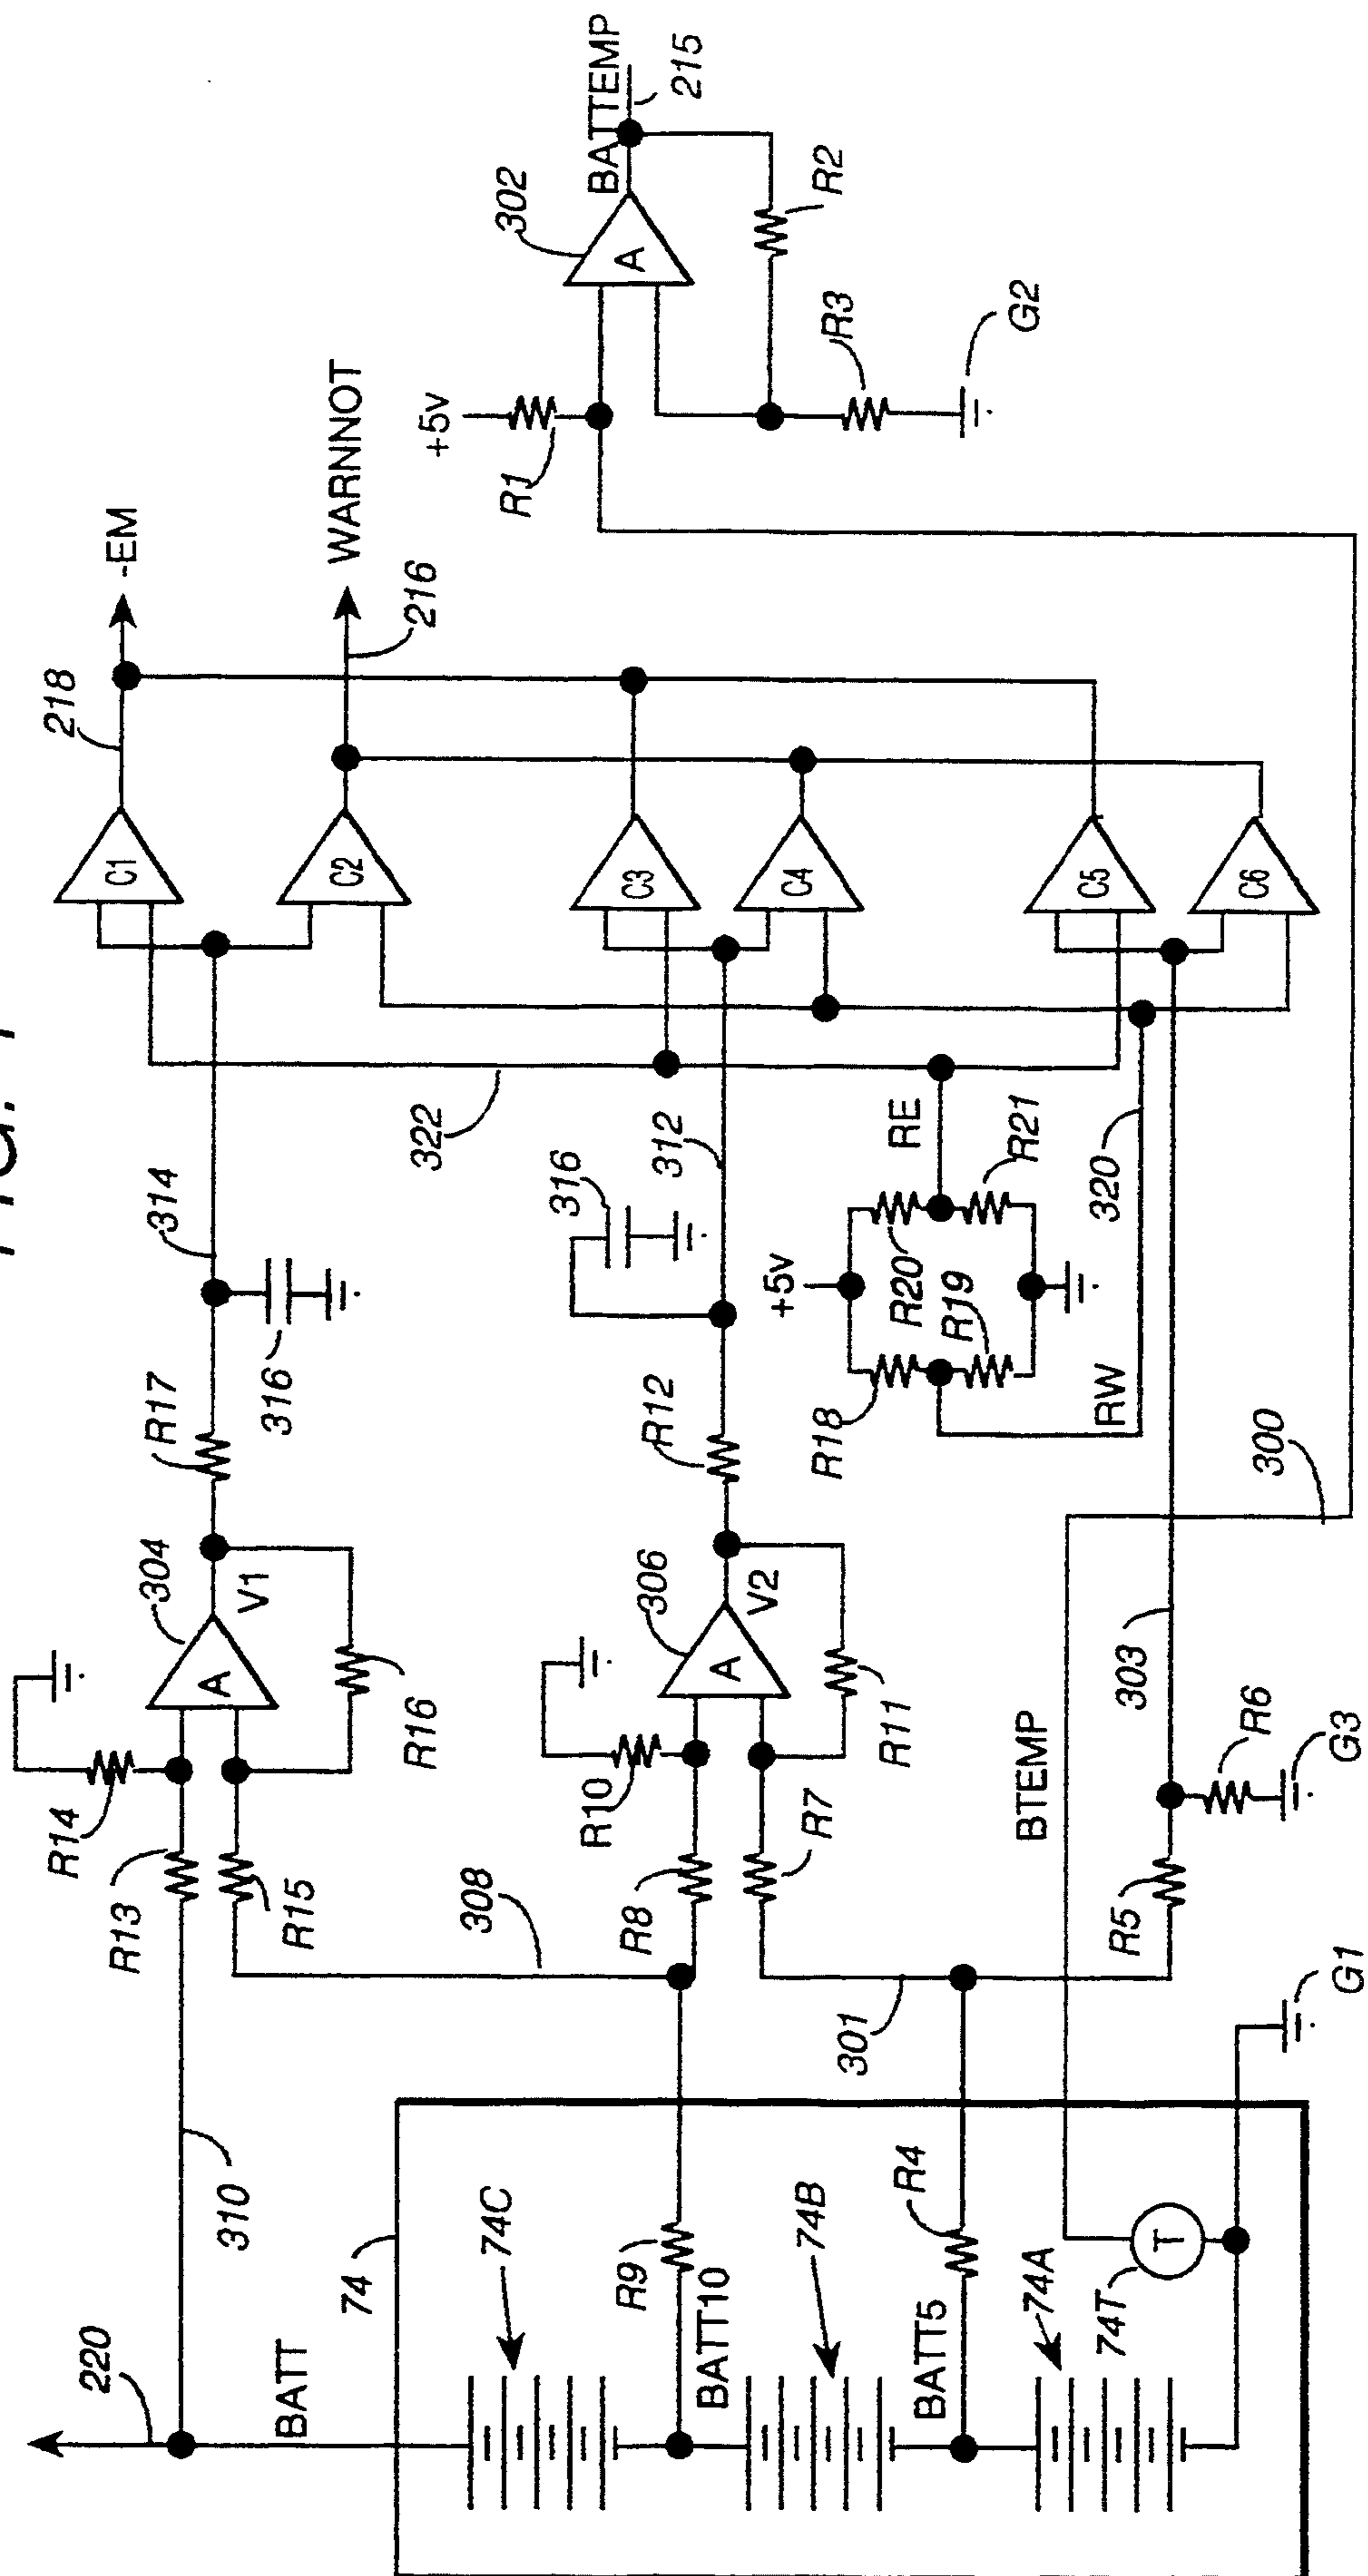 FIG.
220
BATT
310
R13
R14
304
A
V1
R15
R16
R17
314
316
C1
218
-EM
C2
WARNNOT
216
308
R8
R10
306
A
V2
R7
R11
R12
316
312
322
C3
C4
74
74C
R9
BATT10
74B
301
R4
BATT5
74A
74T
T
G1
BTEMP
R5
303
R6
G3
+5v
R18
R20
R19
R21
RE
RW
320
C5
C6
300
+5v
R1
302
A
BATTEMP
215
R2
R3
G2